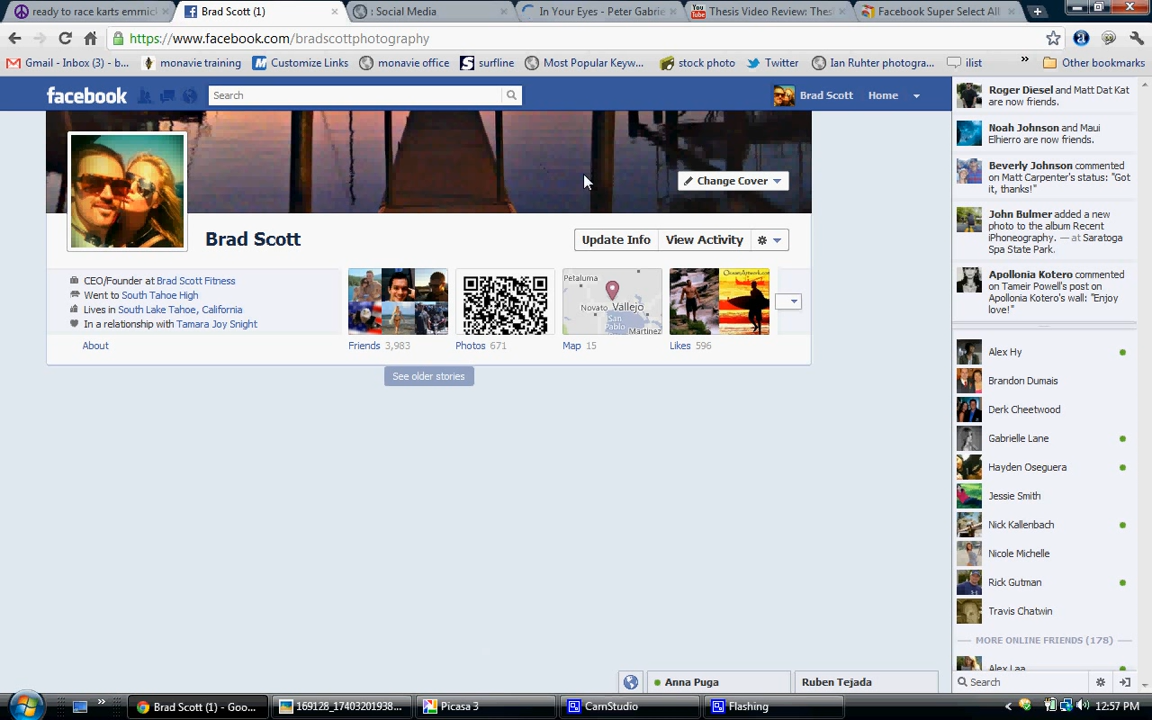 ready to race karts emmici
Brad Scott (1)
: Social Media
In Your Eyes - Peter Gabrie
Thesis Video Review: Thes
Facebook Super Select All
https://www.facebook.com/bradscottphotography
Gmail - Inbox (3) - b...
monavie training
Customize Links
monavie office
surfline
Most Popular Keyw...
stock photo
Twitter
Ian Ruhter photogra...
ilist
Other bookmarks
facebook
Search
Brad Scott
Home
Change Cover
Brad Scott
Update Info
View Activity
CEO/Founder at Brad Scott Fitness
Went to South Tahoe High
Lives in South Lake Tahoe, California
In a relationship with Tamara Joy Snight
About
Petaluma
Novato
Vallejo
San
Pablo
Martinez
Friends 3,983
Photos 671
Map 15
Likes 596
See older stories
Roger Diesel and Matt Dat Kat
are now friends.
Noah Johnson and Maui
Elhierro are now friends.
Beverly Johnson commented
on Matt Carpenter's status: "Got
it, thanks!"
John Bulmer added a new
photo to the album Recent
iPhoneography. — at Saratoga
Spa State Park.
Apollonia Kotero commented
on Tameir Powell's post on
Apollonia Kotero's wall: "Enjoy
love!"
Alex Hy
Brandon Dumais
Derk Cheetwood
Gabrielle Lane
Hayden Oseguera
Jessie Smith
Nick Kallenbach
Nicole Michelle
Rick Gutman
Travis Chatwin
MORE ONLINE FRIENDS (178)
Alex Laa
Search
Anna Puga
Ruben Tejada
Brad Scott (1) - Goo...
169128_17403201938...
Picasa 3
CamStudio
Flashing
12:57 PM